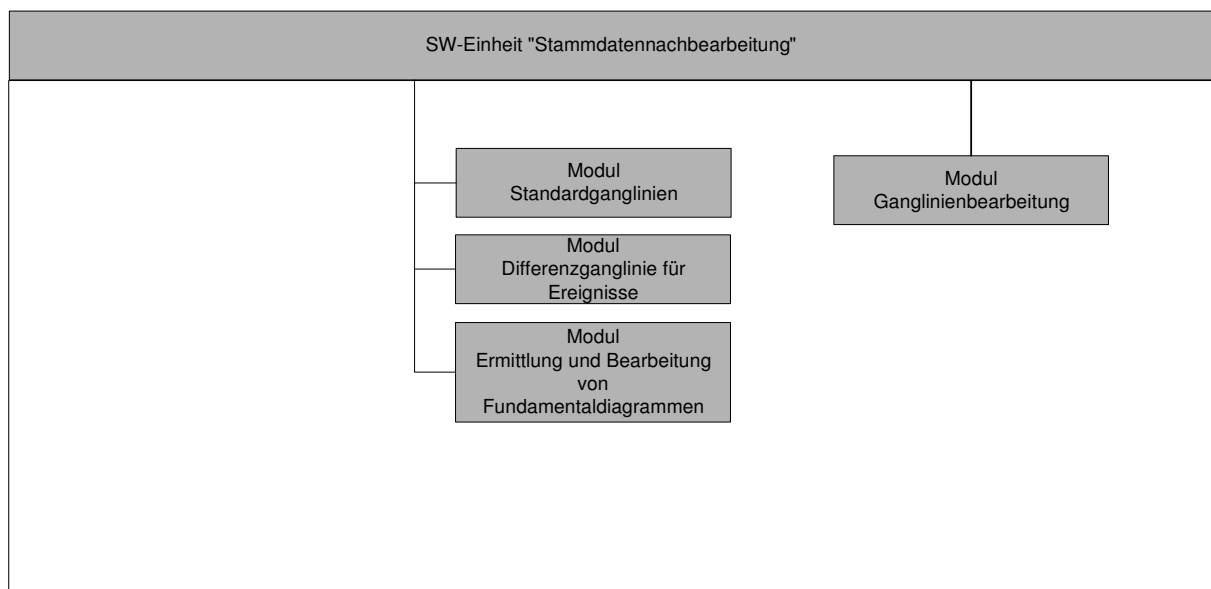 SW-Einheit "Stammdatennachbearbeitung"
Modul
Standardganglinien
Modul
Differenzganglinie für
Ereignisse
Modul
Ermittlung und Bearbeitung
von
Fundamentaldiagrammen
Modul
Ganglinienbearbeitung